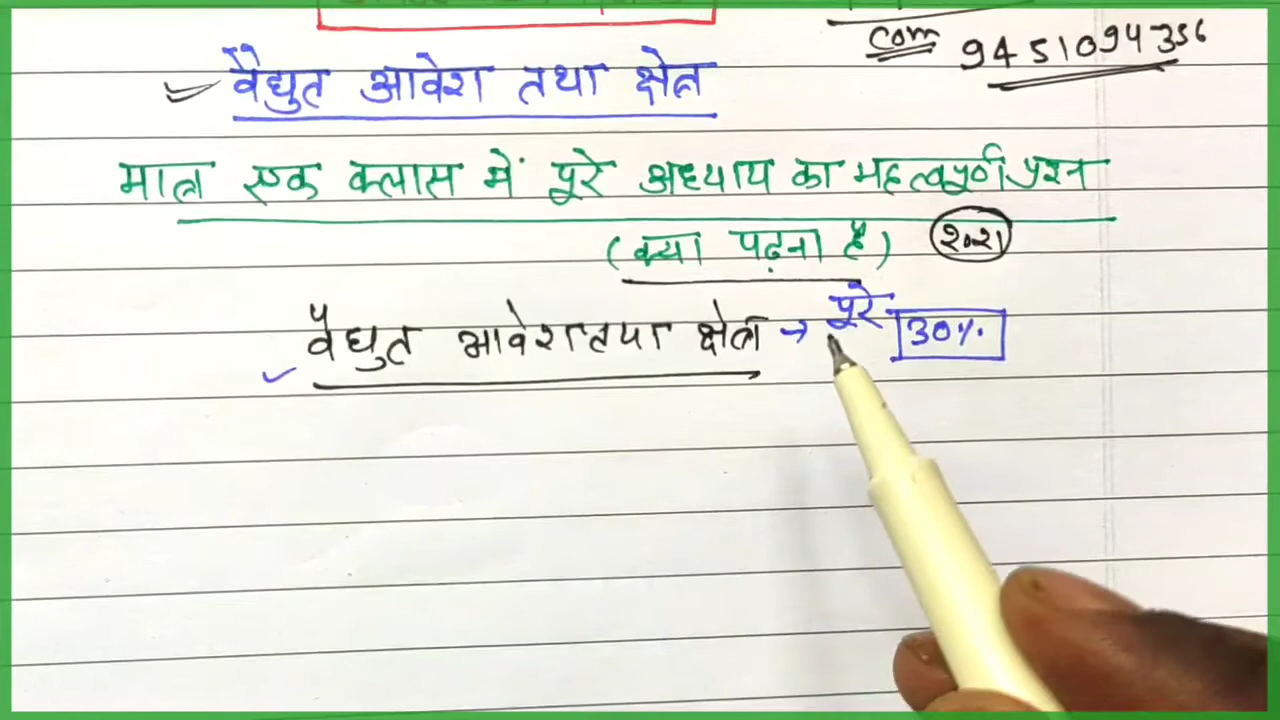 com 9451094356
वैद्युत आवेश तथा क्षेत्र
मात्र एक क्लास में पूरे अध्याय का महत्वपूर्ण प्रश्न
(क्या पढ़ना है) 2021
वैद्युत आवेश तथा क्षेत्र → पूरे 30%